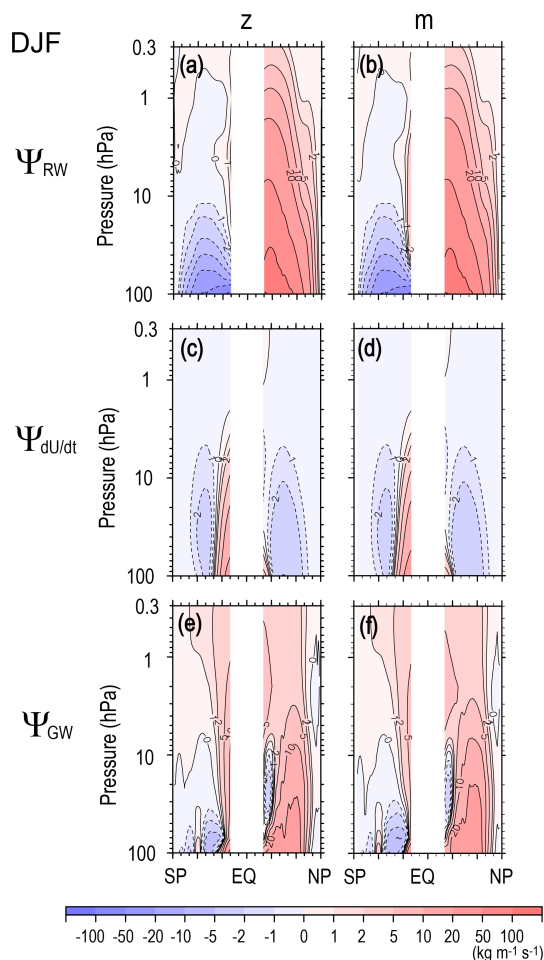 z m
DJF
(a) (b)
0.3
1
10
100
Pressure (hPa)
Ψ_RW
(c) (d)
0.3
1
10
100
Pressure (hPa)
Ψ_dU/dt
(e) (f)
0.3
1
10
100
Pressure (hPa)
Ψ_GW
SP EQ NP SP EQ NP
-100 -50 -20 -10 -5 -2 -1 0 1 2 5 10 20 50 100
(kg m⁻¹ s⁻¹)